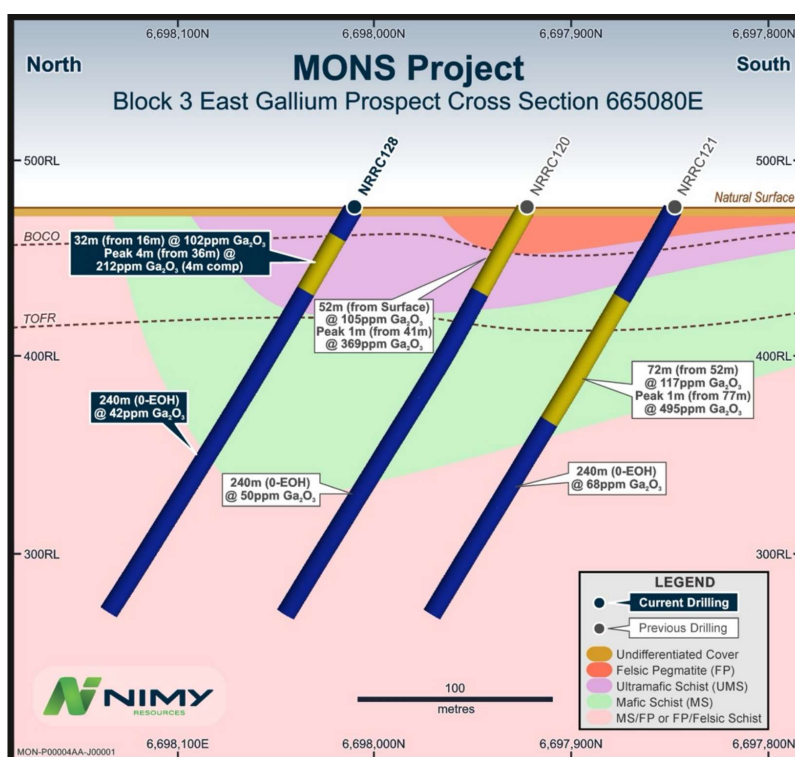 6,698,100N
6,698,000N
6,697,900N
6,697,800N
North
MONS Project
South
Block 3 East Gallium Prospect Cross Section 665080E
500RL
500RL
NRRC128
NRRC120
NRRC121
Natural Surface
BOCO
32m (from 16m) @ 102ppm Ga₂O₃
Peak 4m (from 36m) @
212ppm Ga₂O₃ (4m comp)
52m (from Surface)
@ 105ppm Ga₂O₃
Peak 1m (from 41m)
@ 369ppm Ga₂O₃
TOFR
400RL
400RL
72m (from 52m)
@ 117ppm Ga₂O₃
Peak 1m (from 77m)
@ 495ppm Ga₂O₃
240m (0-EOH)
@ 42ppm Ga₂O₃
240m (0-EOH)
@ 50ppm Ga₂O₃
240m (0-EOH)
@ 68ppm Ga₂O₃
300RL
300RL
LEGEND
Current Drilling
Previous Drilling
Undifferentiated Cover
Felsic Pegmatite (FP)
Ultramafic Schist (UMS)
Mafic Schist (MS)
MS/FP or FP/Felsic Schist
NIMY
RESOURCES
100
metres
MON-P00004AA-J00001
6,698,100E
6,698,000N
6,697,900N
6,697,800N